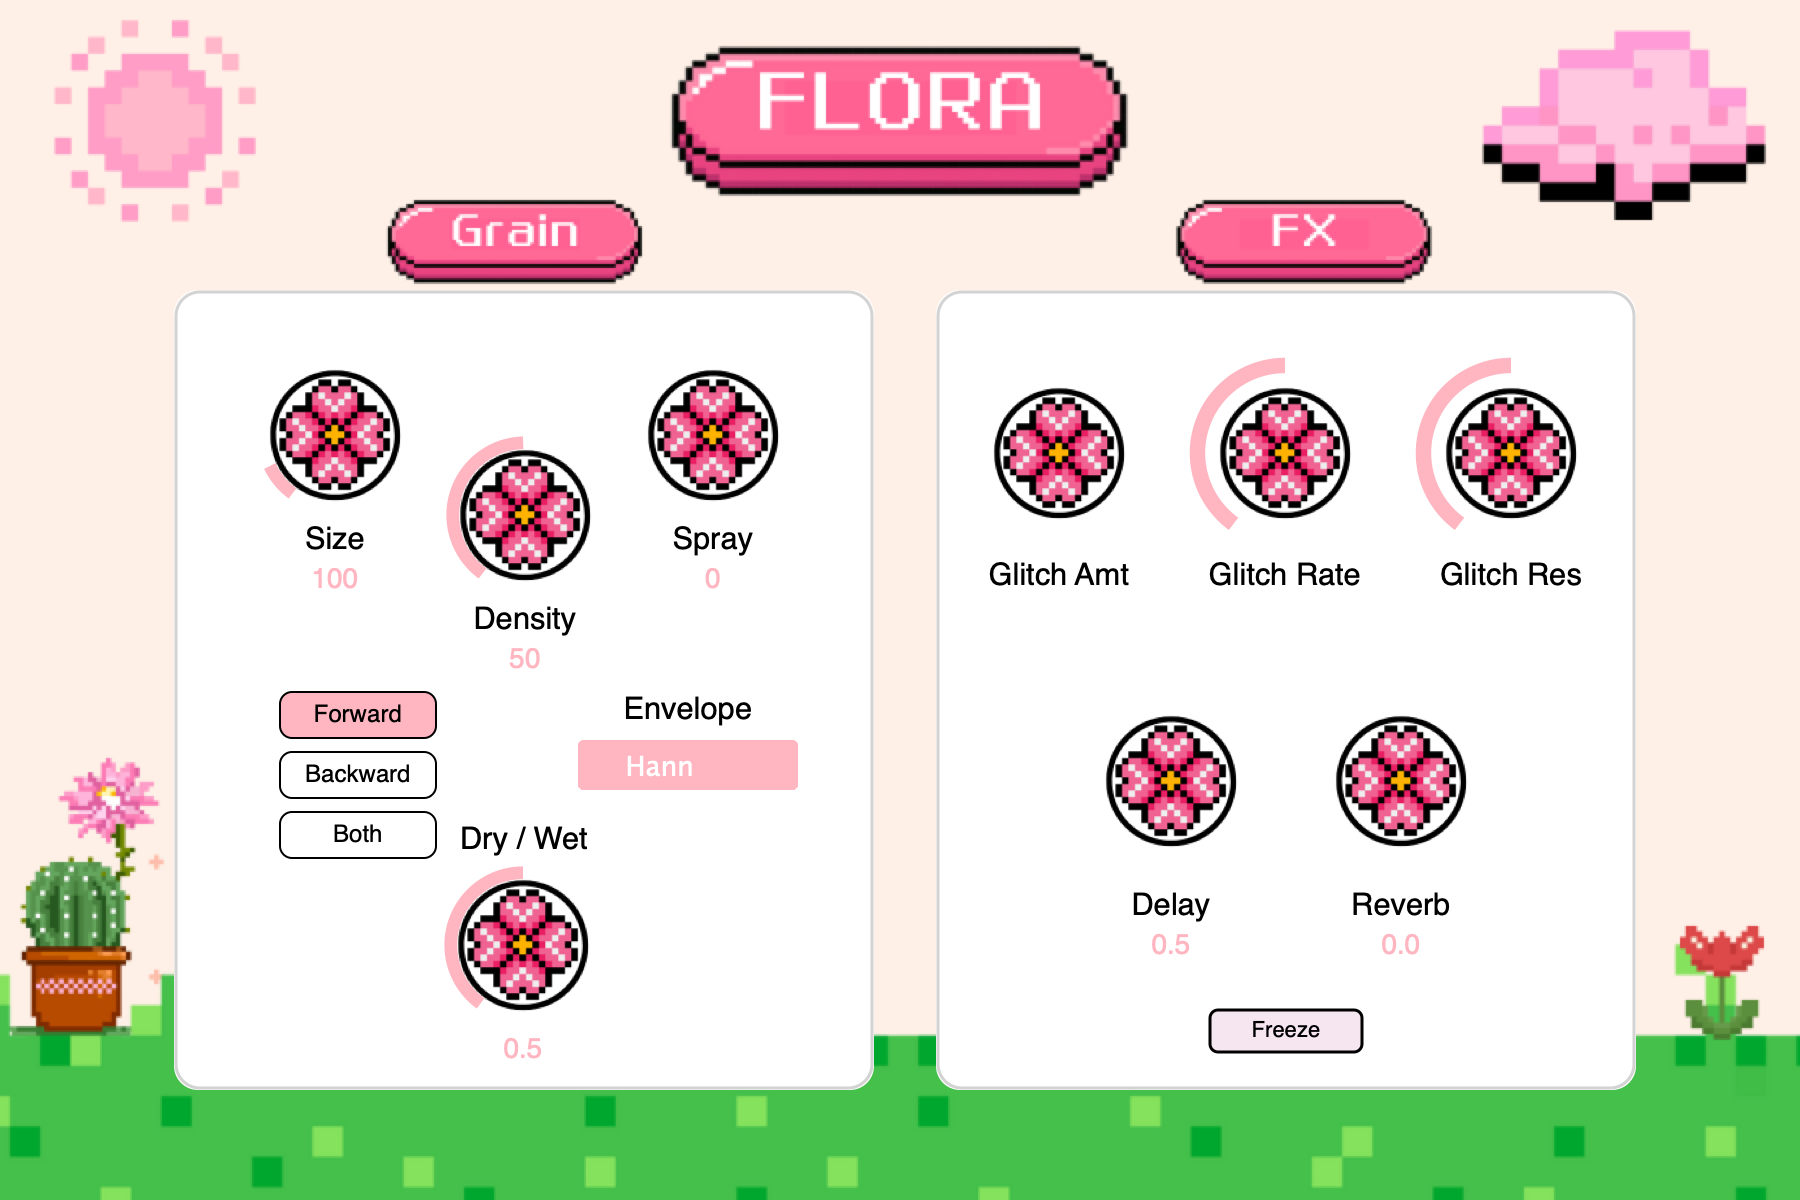 FLORA
Grain
FX
Size
100
Density
50
Spray
0
Forward
Backward
Both
Envelope
Hann
Dry / Wet
0.5
Glitch Amt
Glitch Rate
Glitch Res
Delay
0.5
Reverb
0.0
Freeze